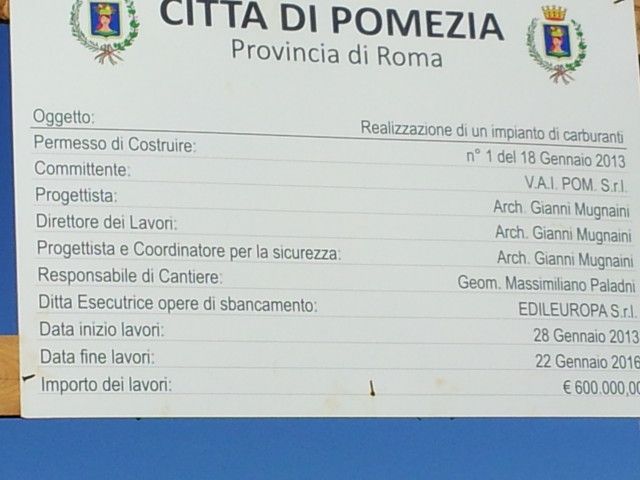 CITTÀ DI POMEZIA
Provincia di Roma
Oggetto: Realizzazione di un impianto di carburanti
Permesso di Costruire: n° 1 del 18 Gennaio 2013
Committente: V.A.I. POM. S.r.l.
Progettista: Arch. Gianni Mugnaini
Direttore dei Lavori: Arch. Gianni Mugnaini
Progettista e Coordinatore per la sicurezza: Arch. Gianni Mugnaini
Responsabile di Cantiere: Geom. Massimiliano Paladni
Ditta Esecutrice opere di sbancamento: EDILEUROPA S.r.l.
Data inizio lavori: 28 Gennaio 2013
Data fine lavori: 22 Gennaio 2016
Importo dei lavori: € 600.000,00